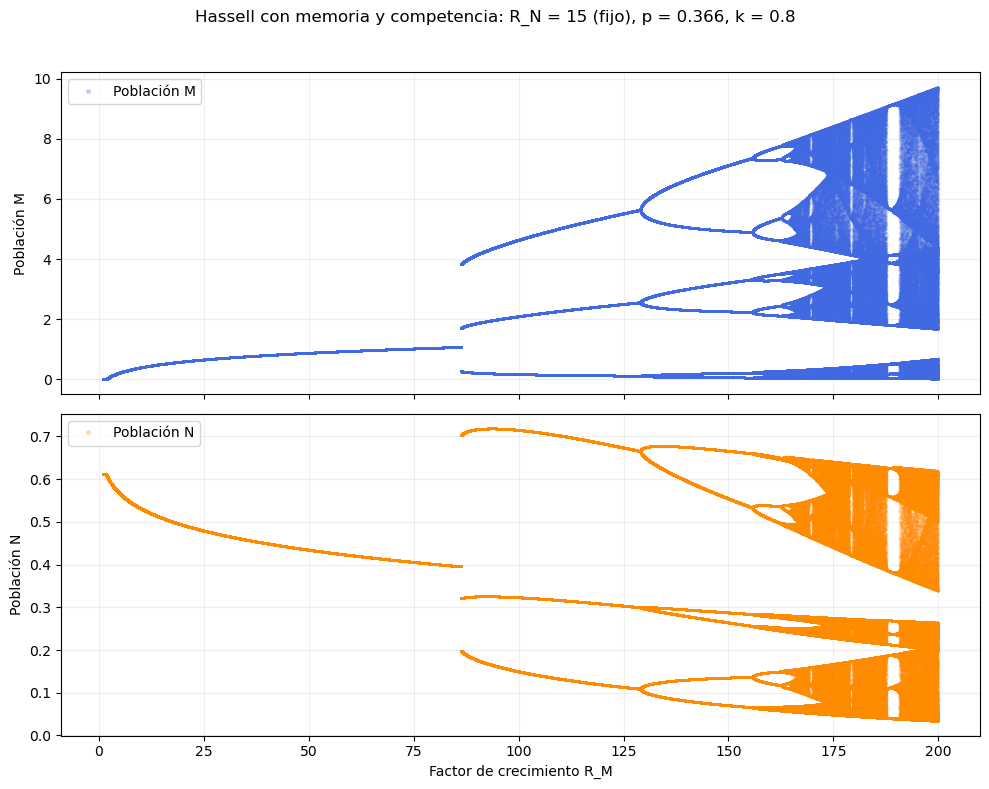 Hassell con memoria y competencia: R_N = 15 (fijo), p = 0.366, k = 0.8
Población M
Población M
10
8
6
4
2
0
Población N
Población N
0.7
0.6
0.5
0.4
0.3
0.2
0.1
0.0
0 25 50 75 100 125 150 175 200
Factor de crecimiento R_M